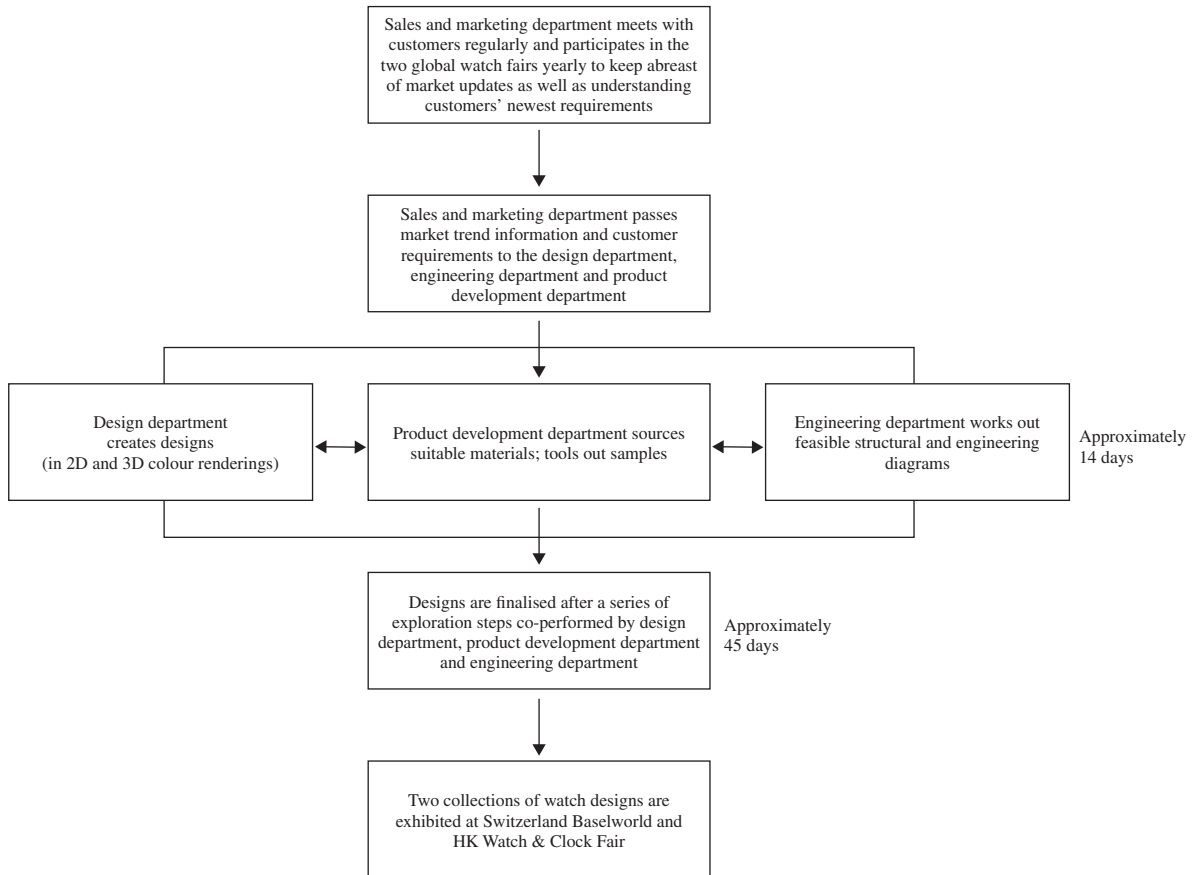 Sales and marketing department meets with
customers regularly and participates in the
two global watch fairs yearly to keep abreast
of market updates as well as understanding
customers’ newest requirements
Sales and marketing department passes
market trend information and customer
requirements to the design department,
engineering department and product
development department
Design department
creates designs
(in 2D and 3D colour renderings)
Product development department sources
suitable materials; tools out samples
Engineering department works out
feasible structural and engineering
diagrams
Approximately
14 days
Designs are finalised after a series of
exploration steps co-performed by design
department, product development department
and engineering department
Approximately
45 days
Two collections of watch designs are
exhibited at Switzerland Baselworld and
HK Watch & Clock Fair